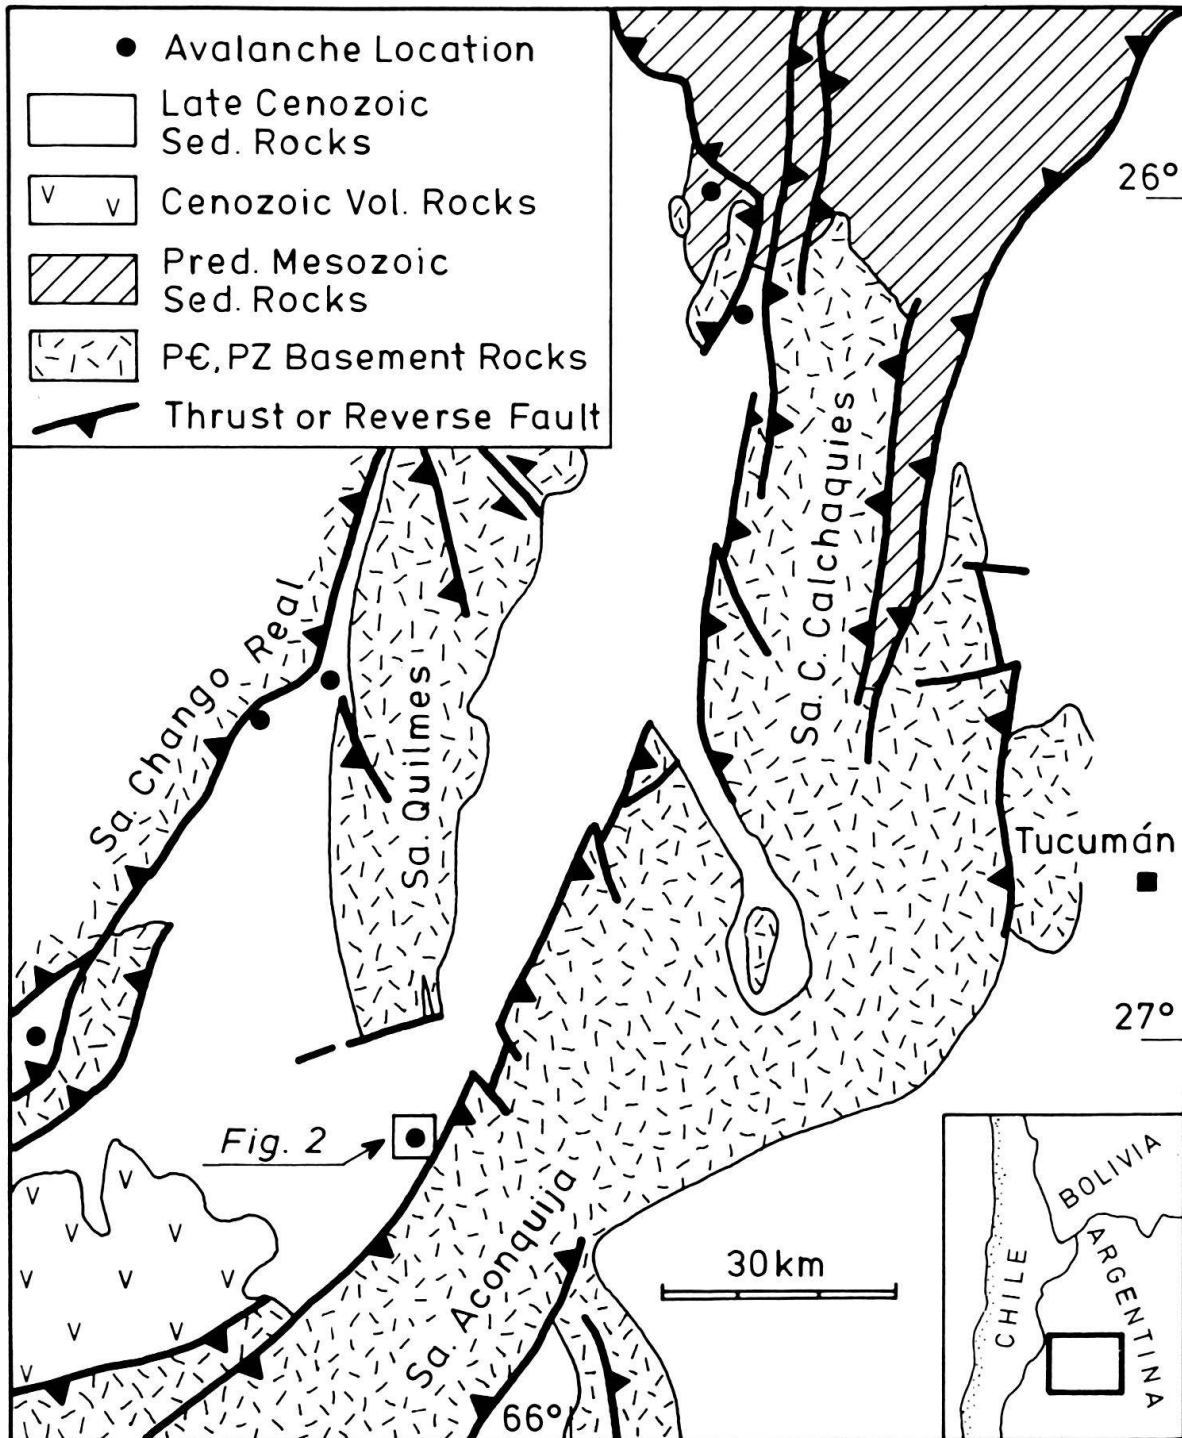 Avalanche Location
Late Cenozoic
Sed. Rocks
v v
Cenozoic Vol. Rocks
Pred. Mesozoic
Sed. Rocks
P€, PZ Basement Rocks
Thrust or Reverse Fault
26°
Sa. C. Calchaquies
Sa. Chango Real
Sa. Quilmes
Tucumán
27°
Fig. 2
Sa. Aconquija
30 km
66°
BOLIVIA
CHILE
ARGENTINA